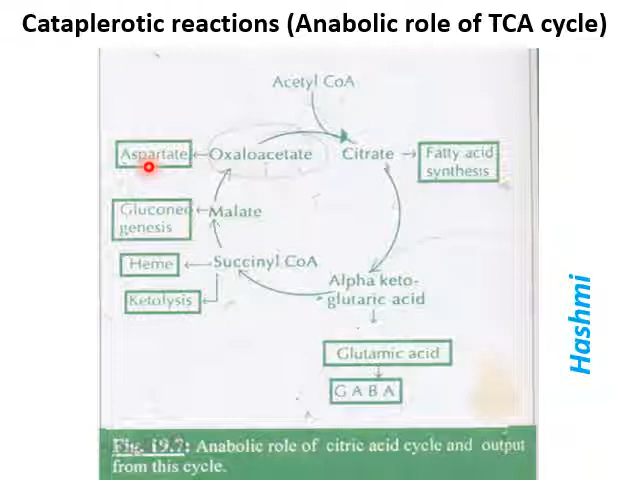 Cataplerotic reactions (Anabolic role of TCA cycle)
Acetyl CoA
Aspartate
Oxaloacetate
Citrate
Fatty acid
synthesis
Gluconeo
genesis
Malate
Heme
Succinyl CoA
Ketolysis
Alpha keto-
glutaric acid
Glutamic acid
G A B A
Hashmi
Fig. 19.7: Anabolic role of citric acid cycle and output
from this cycle.